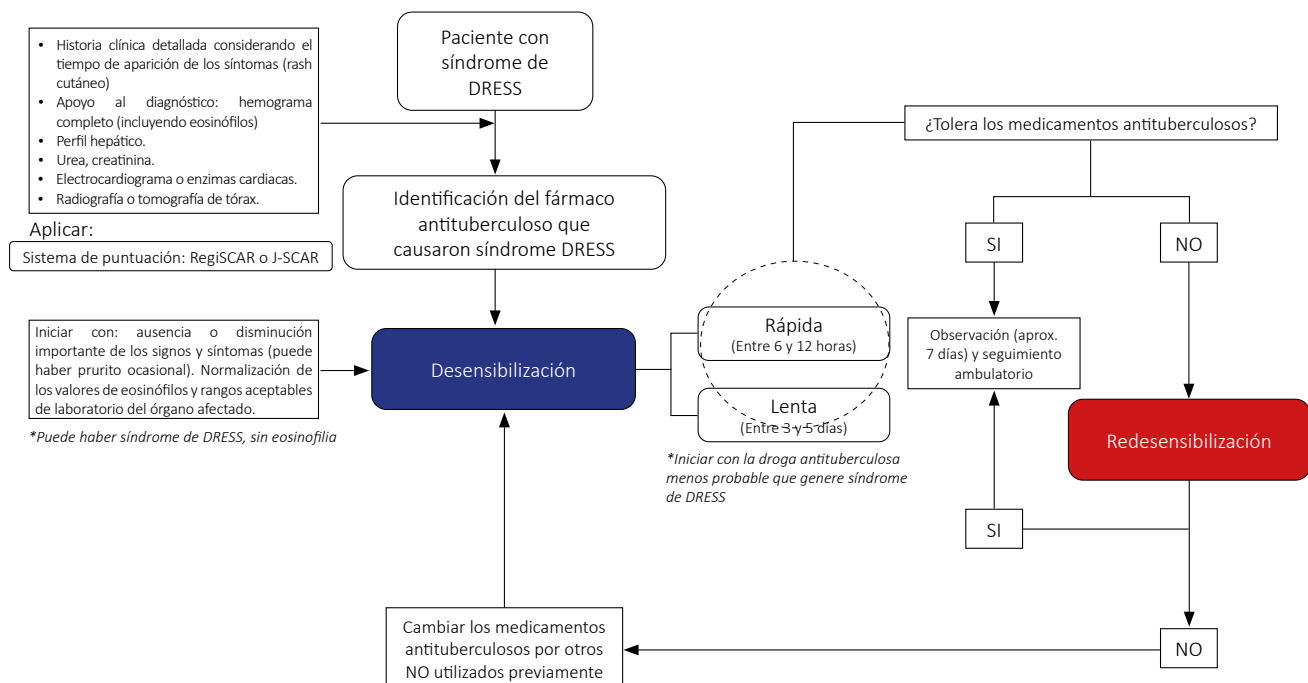 • Historia clínica detallada considerando el
tiempo de aparición de los síntomas (rash
cutáneo)
• Apoyo al diagnóstico: hemograma
completo (incluyendo eosinófilos)
• Perfil hepático.
• Urea, creatinina.
• Electrocardiograma o enzimas cardiacas.
• Radiografía o tomografía de tórax.
Aplicar:
Sistema de puntuación: RegiSCAR o J-SCAR
Paciente con
síndrome de
DRESS
Identificación del fármaco
antituberculoso que
causaron síndrome DRESS
Iniciar con: ausencia o disminución
importante de los signos y síntomas (puede
haber prurito ocasional). Normalización de
los valores de eosinófilos y rangos aceptables
de laboratorio del órgano afectado.
*Puede haber síndrome de DRESS, sin eosinofilia
Desensibilización
Rápida
(Entre 6 y 12 horas)
Lenta
(Entre 3 y 5 días)
*Iniciar con la droga antituberculosa
menos probable que genere síndrome
de DRESS
¿Tolera los medicamentos antituberculosos?
SI
NO
Observación (aprox.
7 días) y seguimiento
ambulatorio
Redesensibilización
SI
NO
Cambiar los medicamentos
antituberculosos por otros
NO utilizados previamente